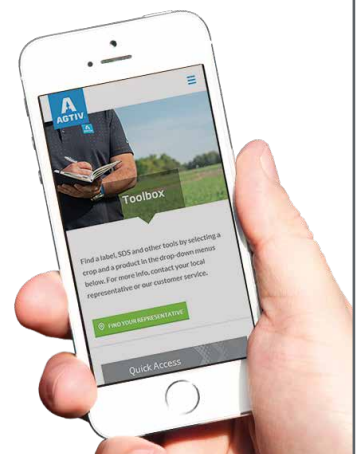 A
AGTIV
A
Toolbox
Find a label, SDS and other tools by selecting a
crop and a product in the drop-down menus
below. For more info, contact your local
representative or our customer service.
FIND YOUR REPRESENTATIVE
Quick Access